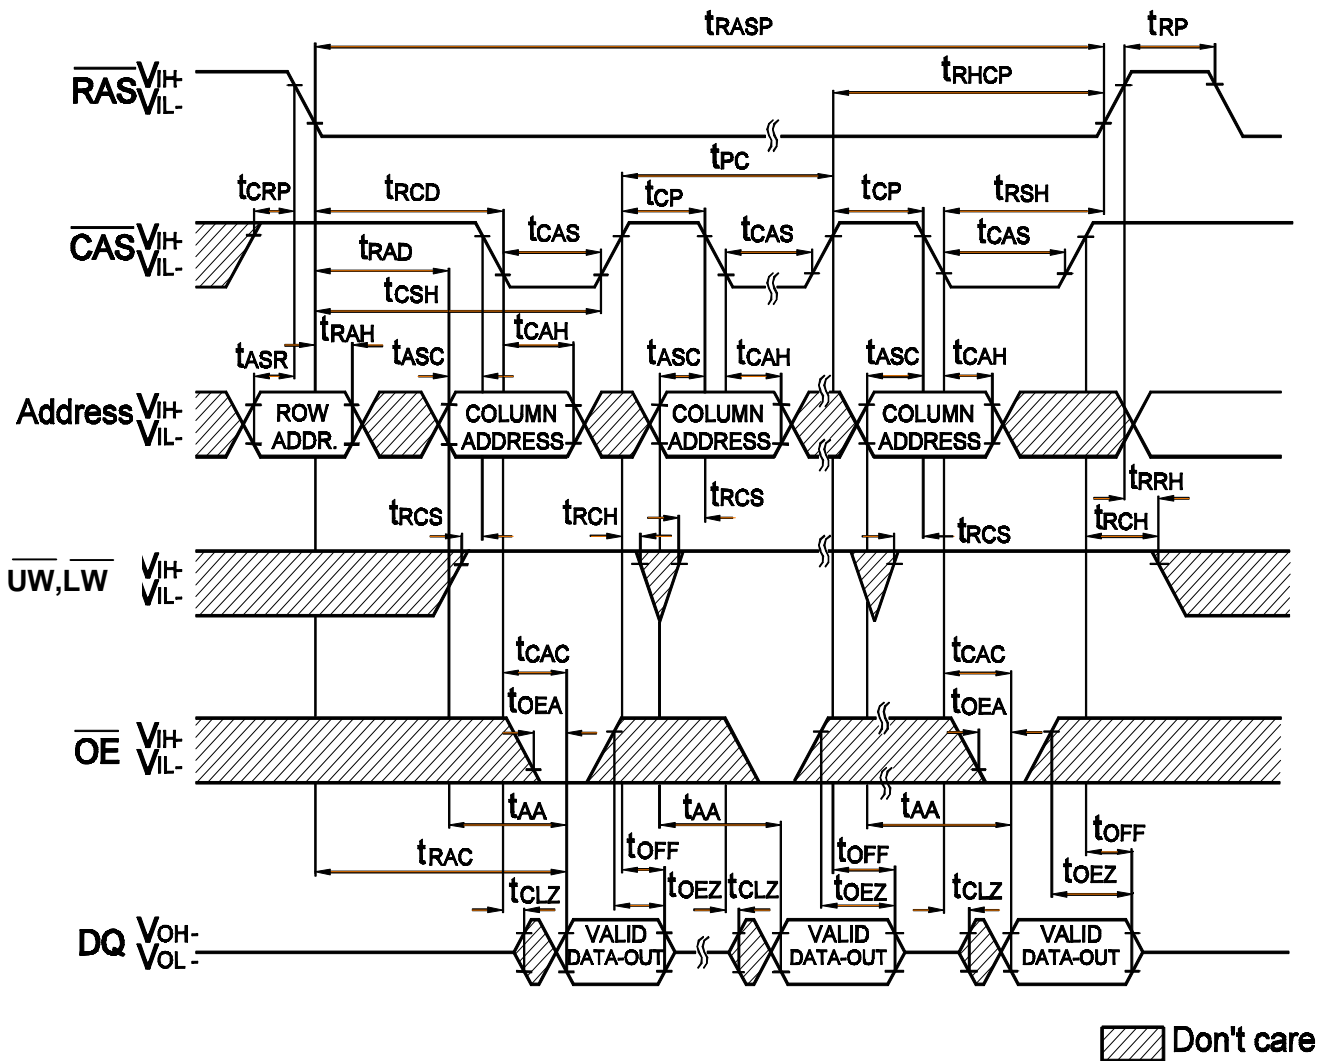 tRASP tRP
RAS VIH-
VIL-
tRHCP
tPC
tCRP tRCD tCP tCP tRSH
CAS VIH-
VIL-
tCAS tCAS tCAS
tRAD
tCSH
tRAH tCAH
tASR tASC tASC tCAH tASC tCAH
Address VIH-
VIL-
ROW
ADDR.
COLUMN
ADDRESS
COLUMN
ADDRESS
COLUMN
ADDRESS
tRRH
tRCS tRCH tRCS tRCS tRCH
UW,LW VIH-
VIL-
tCAC tCAC
tOEA tOEA
OE VIH-
VIL-
tAA tAA tAA
tRAC tOFF tOFF tOFF
tCLZ tOEZ tCLZ tOEZ tCLZ tOEZ
DQ VOH-
VOL-
VALID
DATA-OUT
VALID
DATA-OUT
VALID
DATA-OUT
Don't care